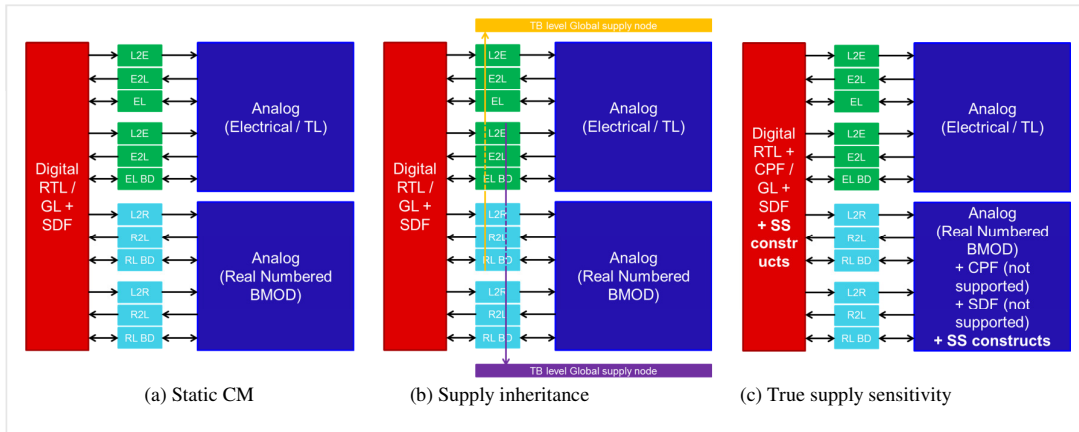 TB level Global supply node
L2E
E2L
EL
L2E
E2L
EL BD
L2R
R2L
RL BD
L2R
R2L
RL BD
Digital
RTL /
GL +
SDF
Analog
(Electrical / TL)
Analog
(Real Numbered
BMOD)
L2E
E2L
EL
L2E
E2L
EL BD
L2R
R2L
RL BD
L2R
R2L
RL BD
Digital
RTL /
GL +
SDF
Analog
(Electrical / TL)
Analog
(Real Numbered
BMOD)
TB level Global supply node
L2E
E2L
EL
L2E
E2L
EL BD
L2R
R2L
RL BD
L2R
R2L
RL BD
Digital
RTL +
CPF /
GL +
SDF
+ SS
constr
ucts
Analog
(Electrical / TL)
Analog
(Real Numbered
BMOD)
+ CPF (not
supported)
+ SDF (not
supported)
+ SS constructs
(a) Static CM
(b) Supply inheritance
(c) True supply sensitivity